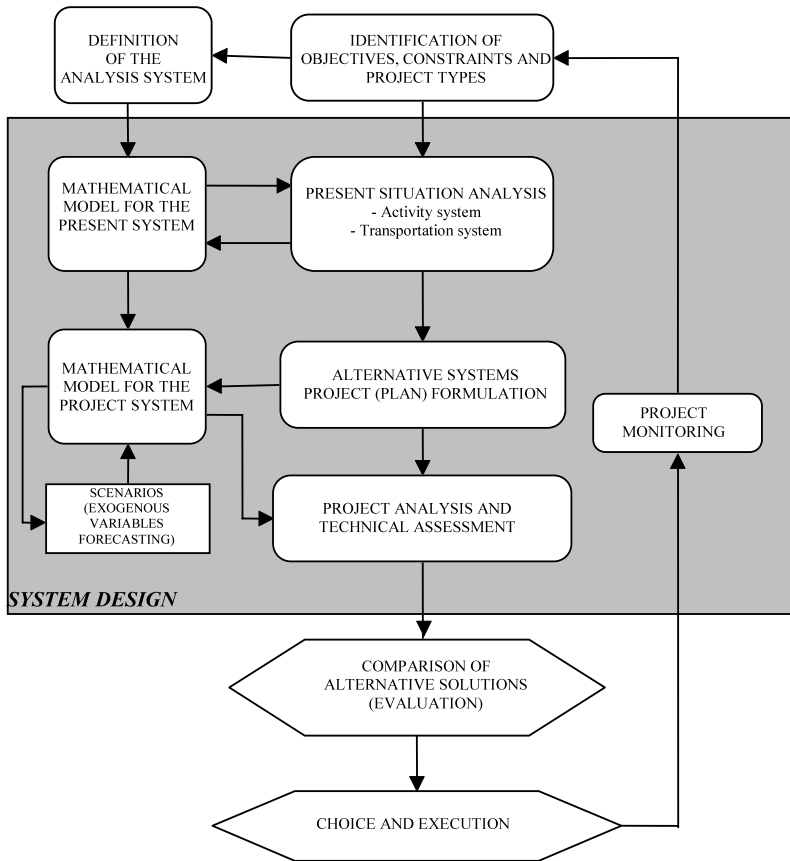 DEFINITION
OF THE
ANALYSIS SYSTEM
IDENTIFICATION OF
OBJECTIVES, CONSTRAINTS AND
PROJECT TYPES
MATHEMATICAL
MODEL FOR THE
PRESENT SYSTEM
PRESENT SITUATION ANALYSIS
- Activity system
- Transportation system
MATHEMATICAL
MODEL FOR THE
PROJECT SYSTEM
ALTERNATIVE SYSTEMS
PROJECT (PLAN) FORMULATION
PROJECT
MONITORING
SCENARIOS
(EXOGENOUS
VARIABLES
FORECASTING)
PROJECT ANALYSIS AND
TECHNICAL ASSESSMENT
SYSTEM DESIGN
COMPARISON OF
ALTERNATIVE SOLUTIONS
(EVALUATION)
CHOICE AND EXECUTION